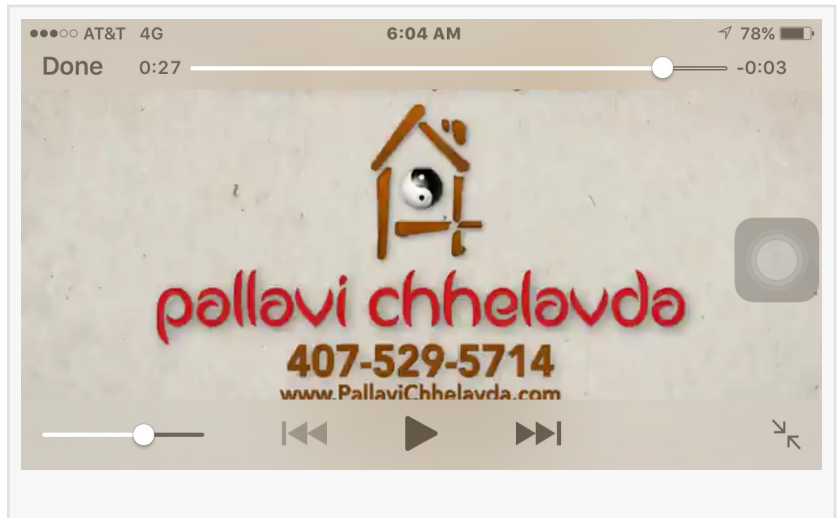 AT&T 4G 6:04 AM 78%
Done 0:27 -0:03
pallavi chhelavda
407-529-5714
www.PallaviChhelavda.com